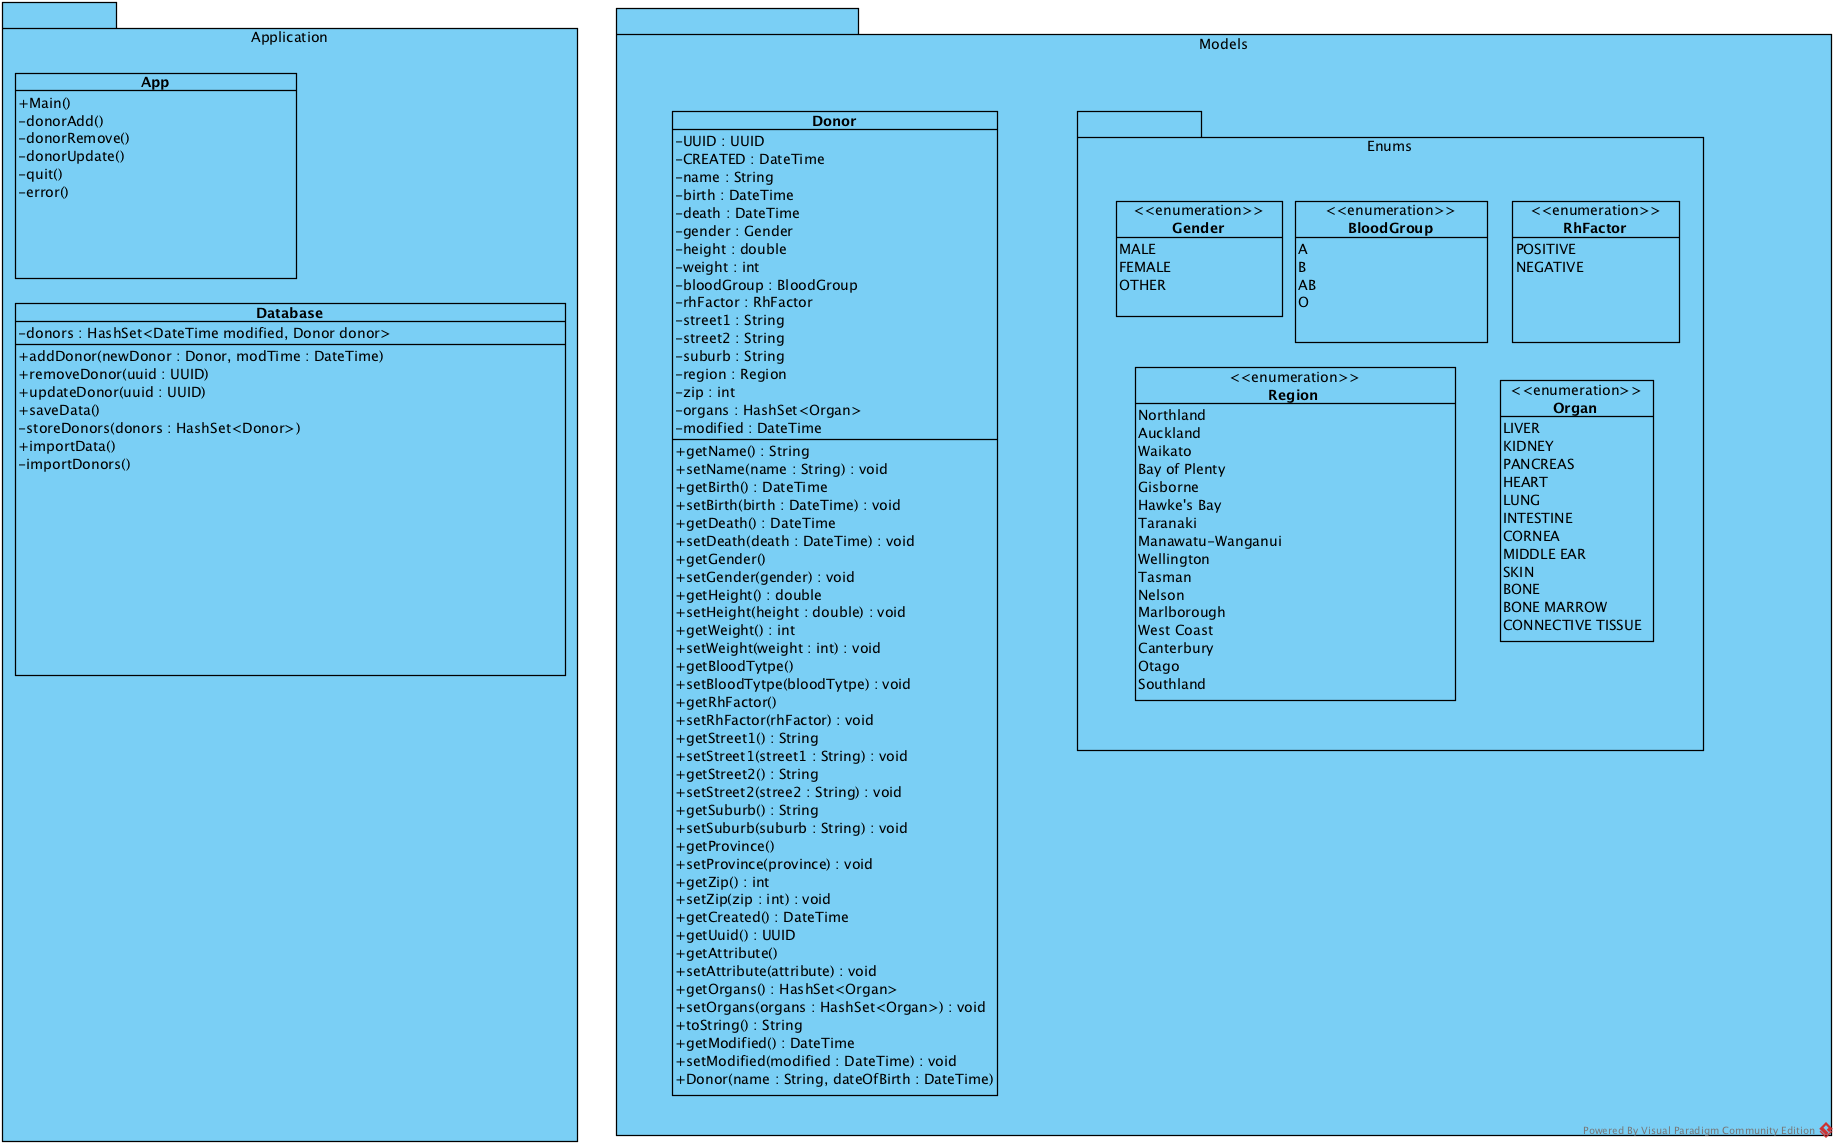 Application
App
+Main()
-donorAdd()
-donorRemove()
-donorUpdate()
-quit()
-error()
Database
-donors : HashSet<DateTime modified, Donor donor>
+addDonor(newDonor : Donor, modTime : DateTime)
+removeDonor(uuid : UUID)
+updateDonor(uuid : UUID)
+saveData()
-storeDonors(donors : HashSet<Donor>)
+importData()
-importDonors()
Models
Donor
-UUID : UUID
-CREATED : DateTime
-name : String
-birth : DateTime
-death : DateTime
-gender : Gender
-height : double
-weight : int
-bloodGroup : BloodGroup
-rhFactor : RhFactor
-street1 : String
-street2 : String
-suburb : String
-region : Region
-zip : int
-organs : HashSet<Organ>
-modified : DateTime
+getName() : String
+setName(name : String) : void
+getBirth() : DateTime
+setBirth(birth : DateTime) : void
+getDeath() : DateTime
+setDeath(death : DateTime) : void
+getGender()
+setGender(gender) : void
+getHeight() : double
+setHeight(height : double) : void
+getWeight() : int
+setWeight(weight : int) : void
+getBloodTytpe()
+setBloodTytpe(bloodTytpe) : void
+getRhFactor()
+setRhFactor(rhFactor) : void
+getStreet1() : String
+setStreet1(street1 : String) : void
+getStreet2() : String
+setStreet2(stree2 : String) : void
+getSuburb() : String
+setSuburb(suburb : String) : void
+getProvince()
+setProvince(province) : void
+getZip() : int
+setZip(zip : int) : void
+getCreated() : DateTime
+getUuid() : UUID
+getAttribute()
+setAttribute(attribute) : void
+getOrgans() : HashSet<Organ>
+setOrgans(organs : HashSet<Organ>) : void
+toString() : String
+getModified() : DateTime
+setModified(modified : DateTime) : void
+Donor(name : String, dateOfBirth : DateTime)
Enums
<<enumeration>>
Gender
MALE
FEMALE
OTHER
<<enumeration>>
BloodGroup
A
B
AB
O
<<enumeration>>
RhFactor
POSITIVE
NEGATIVE
<<enumeration>>
Region
Northland
Auckland
Waikato
Bay of Plenty
Gisborne
Hawke's Bay
Taranaki
Manawatu-Wanganui
Wellington
Tasman
Nelson
Marlborough
West Coast
Canterbury
Otago
Southland
<<enumeration>>
Organ
LIVER
KIDNEY
PANCREAS
HEART
LUNG
INTESTINE
CORNEA
MIDDLE EAR
SKIN
BONE
BONE MARROW
CONNECTIVE TISSUE
Powered By Visual Paradigm Community Edition